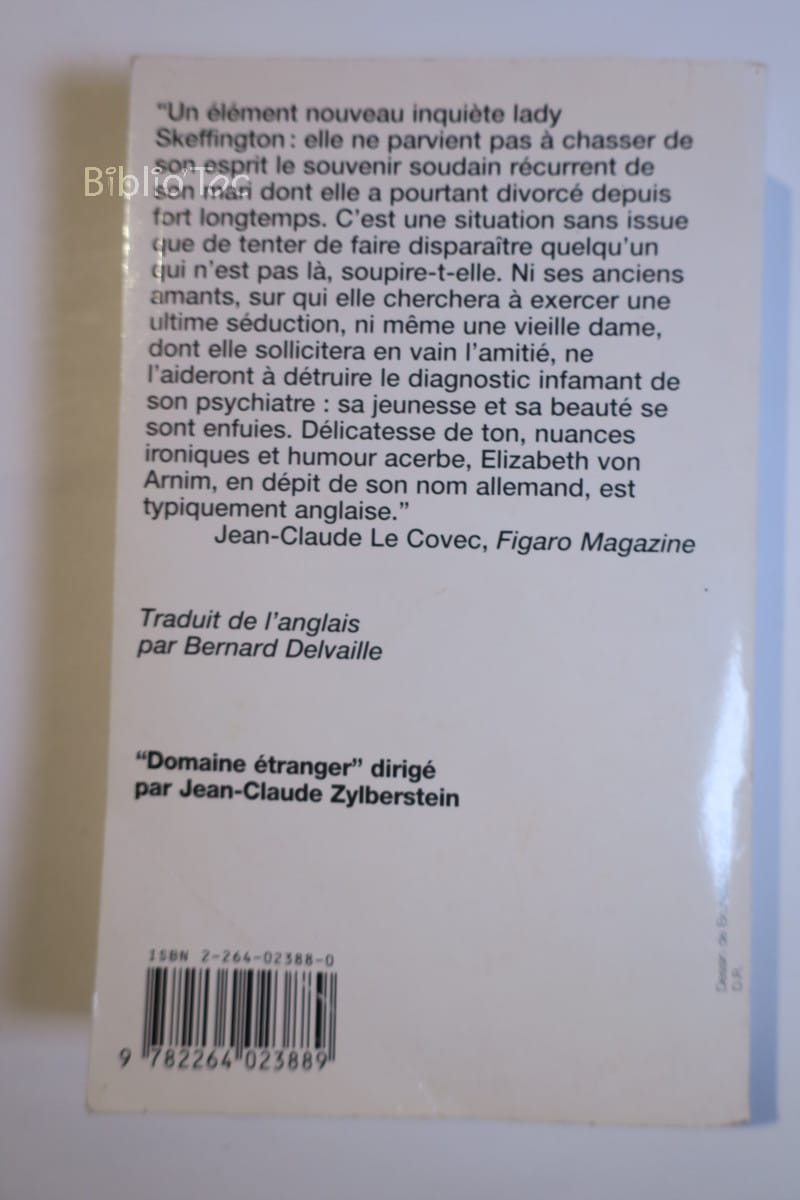 "Un élément nouveau inquiète lady
Skeffington : elle ne parvient pas à chasser de
son esprit le souvenir soudain récurrent de
son mari dont elle a pourtant divorcé depuis
fort longtemps. C'est une situation sans issue
que de tenter de faire disparaître quelqu'un
qui n'est pas là, soupire-t-elle. Ni ses anciens
amants, sur qui elle cherchera à exercer une
ultime séduction, ni même une vieille dame,
dont elle sollicitera en vain l'amitié, ne
l'aideront à détruire le diagnostic infamant de
son psychiatre : sa jeunesse et sa beauté se
sont enfuies. Délicatesse de ton, nuances
ironiques et humour acerbe, Elizabeth von
Arnim, en dépit de son nom allemand, est
typiquement anglaise."
Jean-Claude Le Covec, Figaro Magazine
Traduit de l'anglais
par Bernard Delvaille
"Domaine étranger" dirigé
par Jean-Claude Zylberstein
ISBN 2-264-02388-0
9 782264 023889
Dessin de
D.R.
Biblio'Tec